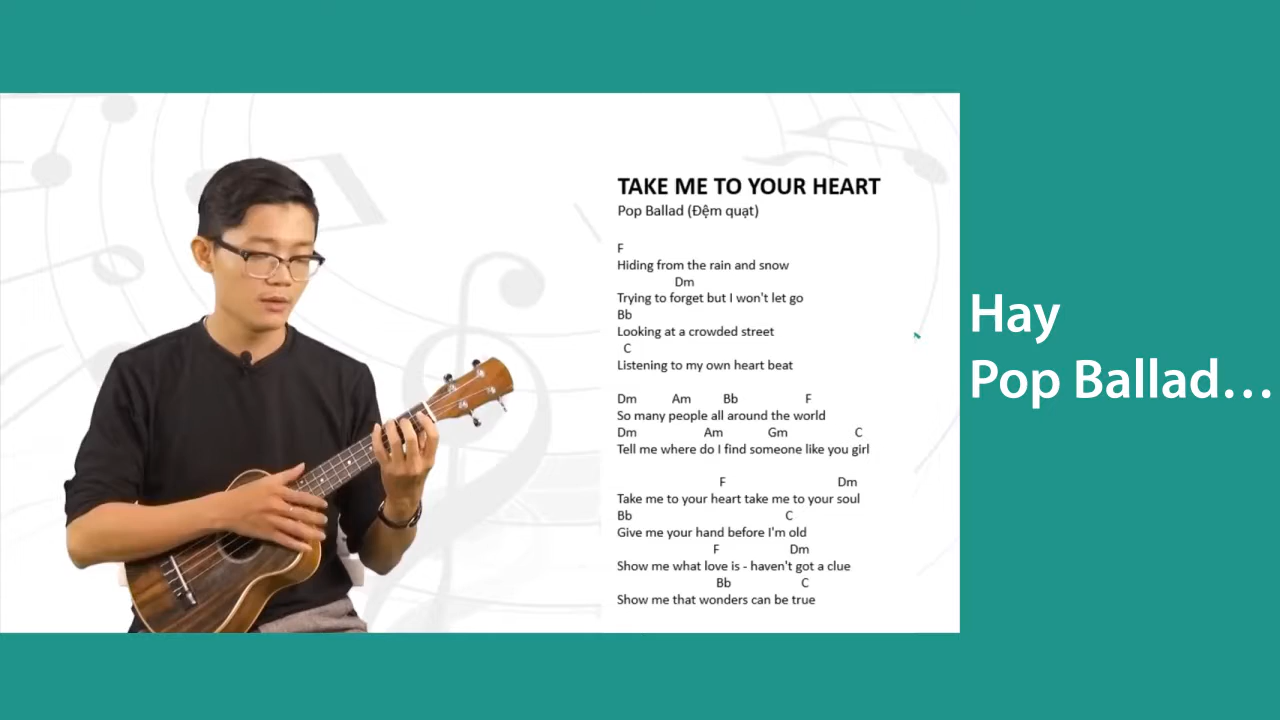 TAKE ME TO YOUR HEART
Pop Ballad (Đệm quạt)
F
Hiding from the rain and snow
Dm
Trying to forget but I won't let go
Bb
Looking at a crowded street
C
Listening to my own heart beat
Dm Am Bb F
So many people all around the world
Dm Am Gm C
Tell me where do I find someone like you girl
F Dm
Take me to your heart take me to your soul
Bb C
Give me your hand before I'm old
F Dm
Show me what love is - haven't got a clue
Bb C
Show me that wonders can be true
Hay
Pop Ballad…